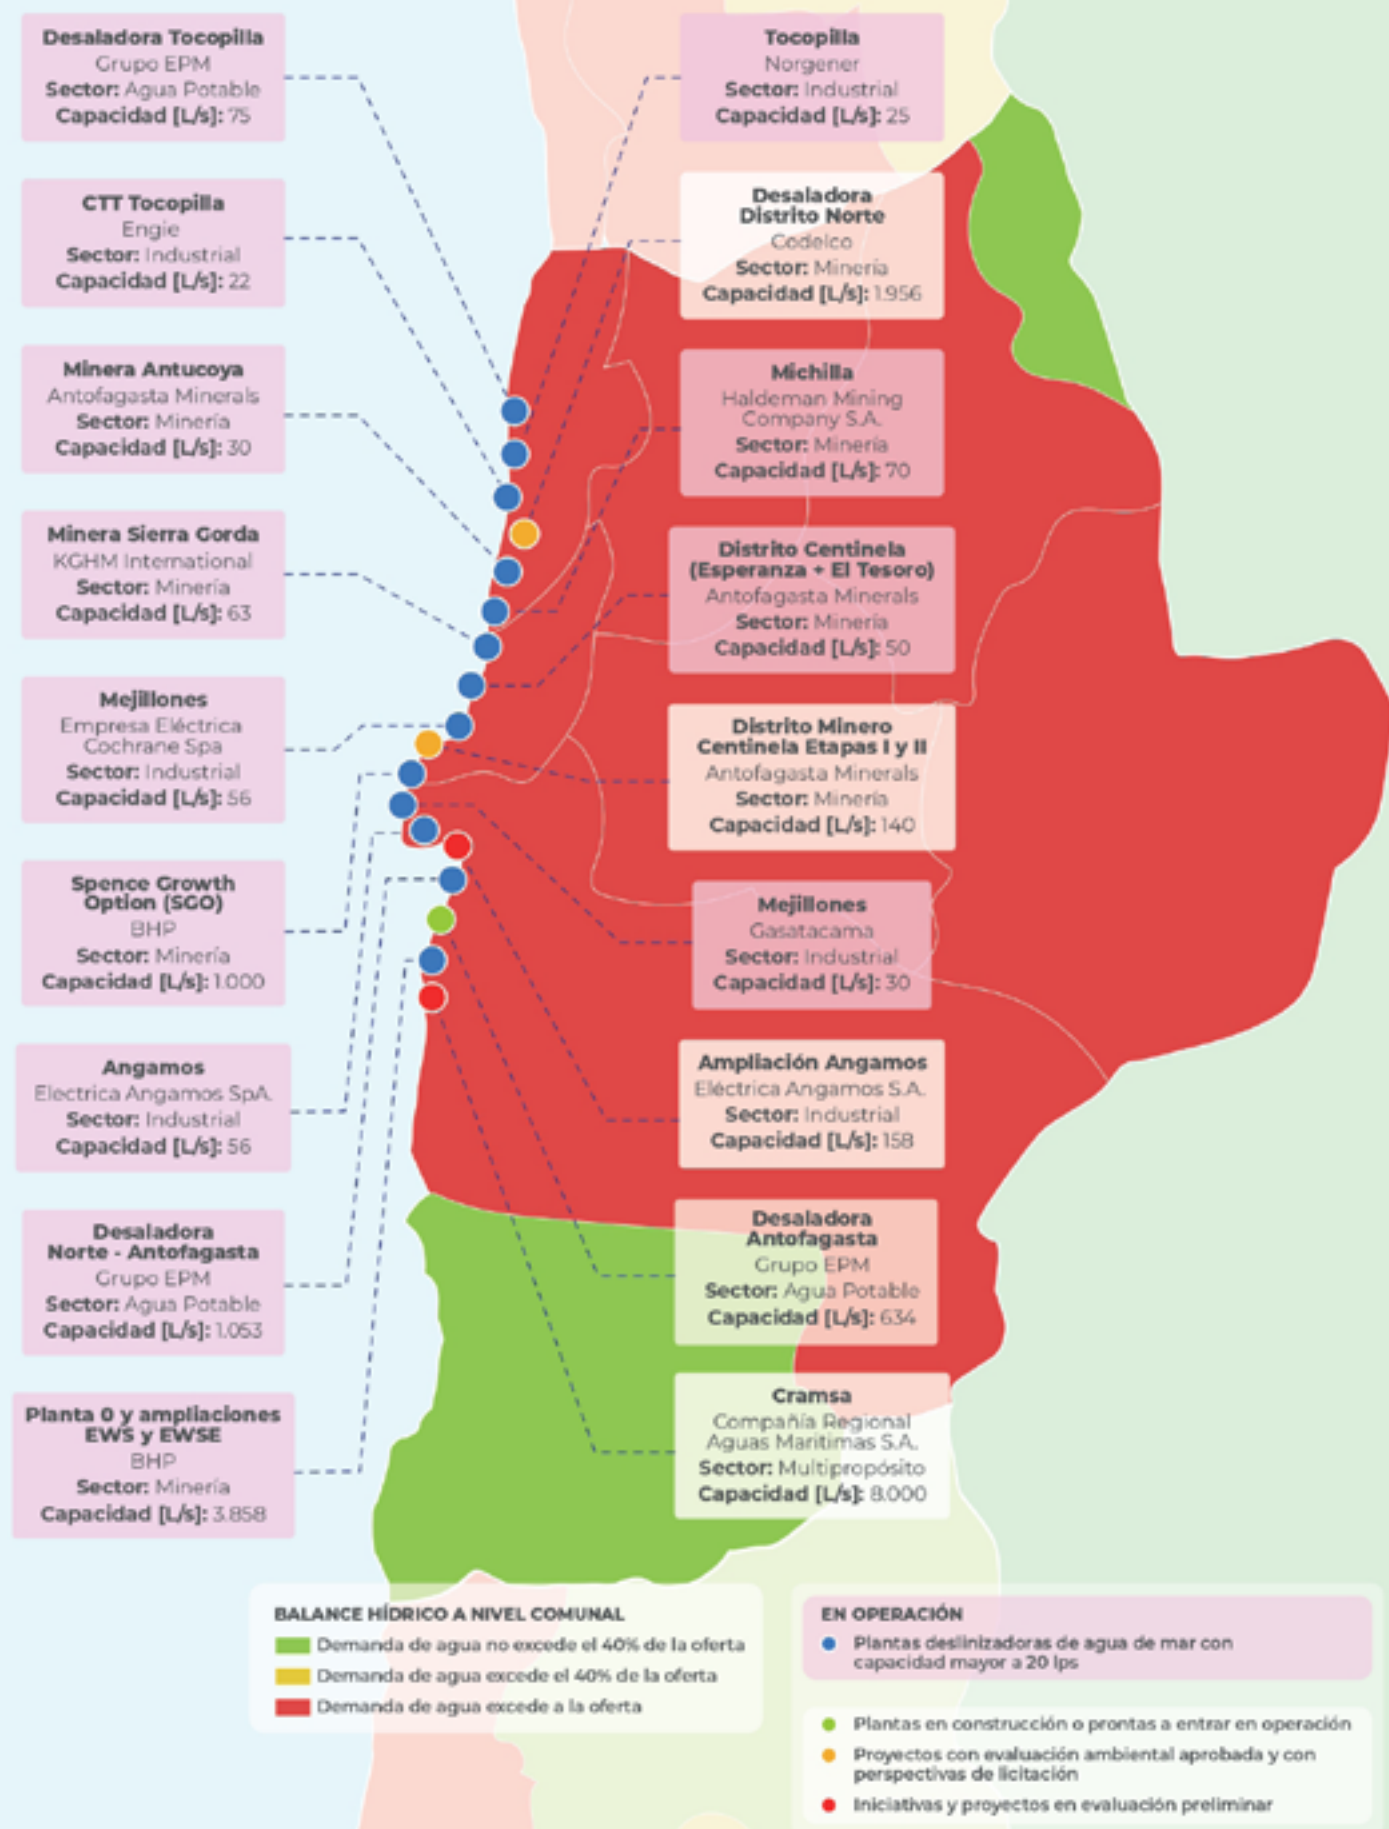 Desaladora Tocopilla
Grupo EPM
Sector: Agua Potable
Capacidad [L/s]: 75
CTT Tocopilla
Engie
Sector: Industrial
Capacidad [L/s]: 22
Minera Antucoya
Antofagasta Minerals
Sector: Minería
Capacidad [L/s]: 30
Minera Sierra Gorda
KGHM International
Sector: Minería
Capacidad [L/s]: 63
Mejillones
Empresa Eléctrica
Cochrane Spa
Sector: Industrial
Capacidad [L/s]: 56
Spence Growth
Option (SGO)
BHP
Sector: Minería
Capacidad [L/s]: 1.000
Angamos
Electrica Angamos SpA.
Sector: Industrial
Capacidad [L/s]: 56
Desaladora
Norte - Antofagasta
Grupo EPM
Sector: Agua Potable
Capacidad [L/s]: 1.053
Planta 0 y ampliaciones
EWS y EWSE
BHP
Sector: Minería
Capacidad [L/s]: 3.858
Tocopilla
Norgener
Sector: Industrial
Capacidad [L/s]: 25
Desaladora
Distrito Norte
Codelco
Sector: Minería
Capacidad [L/s]: 1.956
Michilla
Haldeman Mining
Company S.A.
Sector: Minería
Capacidad [L/s]: 70
Distrito Centinela
(Esperanza + El Tesoro)
Antofagasta Minerals
Sector: Minería
Capacidad [L/s]: 50
Distrito Minero
Centinela Etapas I y II
Antofagasta Minerals
Sector: Minería
Capacidad [L/s]: 140
Mejillones
Gasatacama
Sector: Industrial
Capacidad [L/s]: 30
Ampliación Angamos
Eléctrica Angamos S.A.
Sector: Industrial
Capacidad [L/s]: 158
Desaladora
Antofagasta
Grupo EPM
Sector: Agua Potable
Capacidad [L/s]: 634
Cramsa
Compañía Regional
Aguas Maritimas S.A.
Sector: Multipropósito
Capacidad [L/s]: 8.000
BALANCE HÍDRICO A NIVEL COMUNAL
Demanda de agua no excede el 40% de la oferta
Demanda de agua excede el 40% de la oferta
Demanda de agua excede a la oferta
EN OPERACIÓN
Plantas deslinizadoras de agua de mar con
capacidad mayor a 20 lps
Plantas en construcción o prontas a entrar en operación
Proyectos con evaluación ambiental aprobada y con
perspectivas de licitación
Iniciativas y proyectos en evaluación preliminar